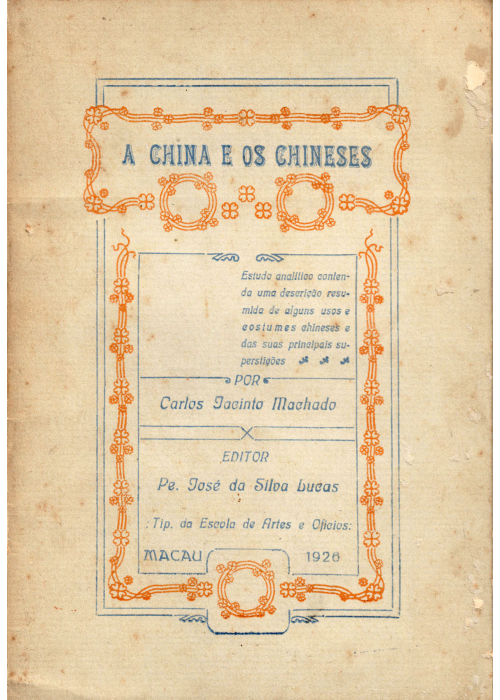 A CHINA E OS CHINESES
Estudo analitico conten-
do uma descrição resu-
mida de alguns usos e
costumes chineses e
das suas principais su-
perstições
POR
Carlos Jacinto Machado
EDITOR
Pe. José da Silva Lucas
: Tip. da Escola de Artes e Oficios:
MACAU 1926